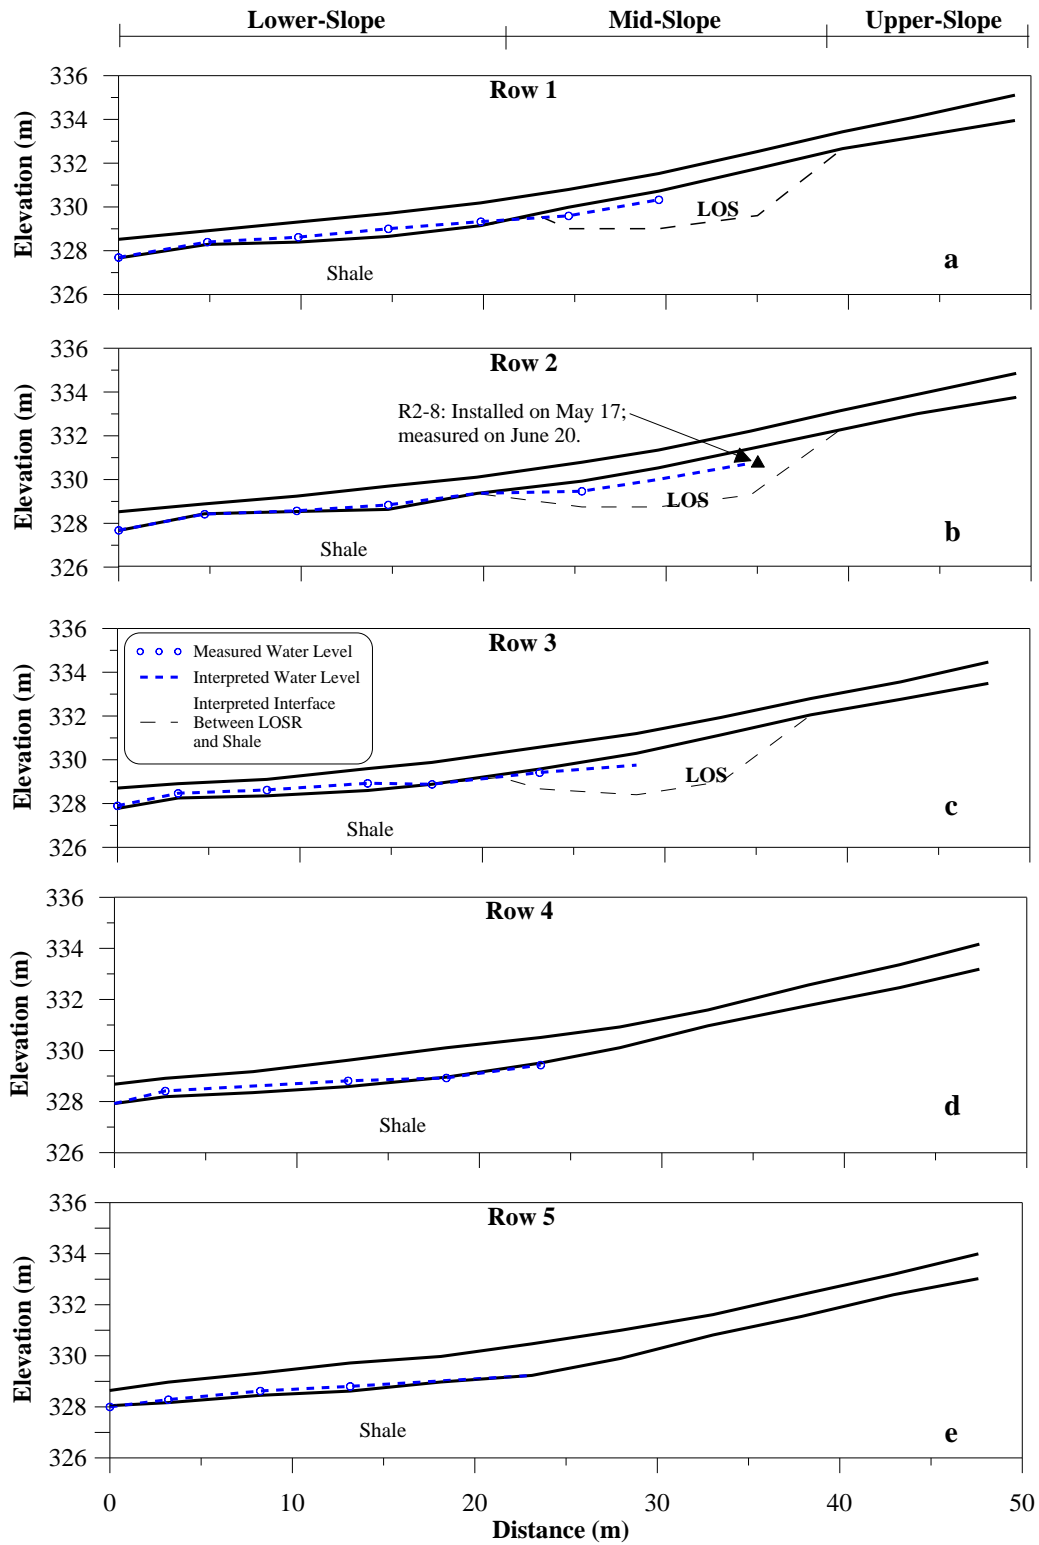 Lower-Slope Mid-Slope Upper-Slope
Row 1
336
334
332
330
328
326
Elevation (m)
LOS
Shale
a
Row 2
336
334
332
330
328
326
Elevation (m)
R2-8: Installed on May 17;
measured on June 20.
LOS
Shale
b
Row 3
336
334
332
330
328
326
Elevation (m)
Measured Water Level
Interpreted Water Level
Interpreted Interface
Between LOSR
and Shale
LOS
Shale
c
Row 4
336
334
332
330
328
326
Elevation (m)
Shale
d
Row 5
336
334
332
330
328
326
Elevation (m)
Shale
e
0 10 20 30 40 50
Distance (m)